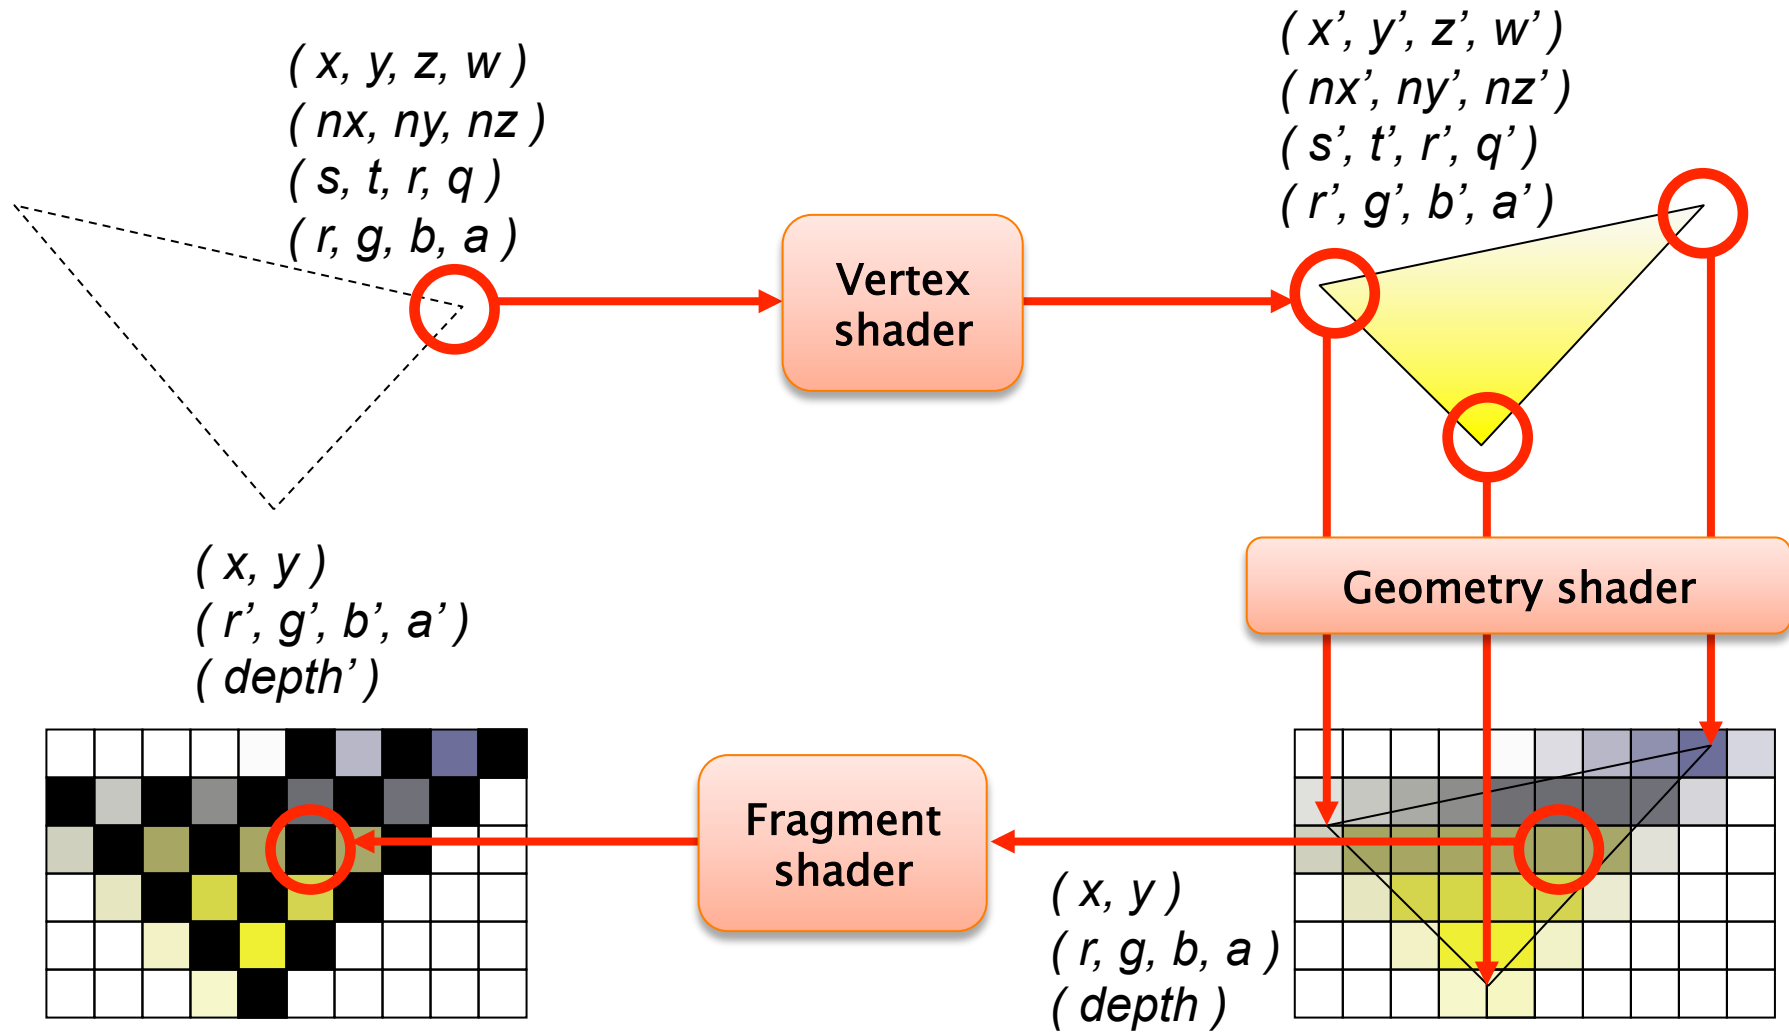 ( x, y, z, w )
( nx, ny, nz )
( s, t, r, q )
( r, g, b, a )
Vertex
shader
( x’, y’, z’, w’ )
( nx’, ny’, nz’ )
( s’, t’, r’, q’ )
( r’, g’, b’, a’ )
Geometry shader
( x, y )
( r, g, b, a )
( depth )
Fragment
shader
( x, y )
( r’, g’, b’, a’ )
( depth’ )